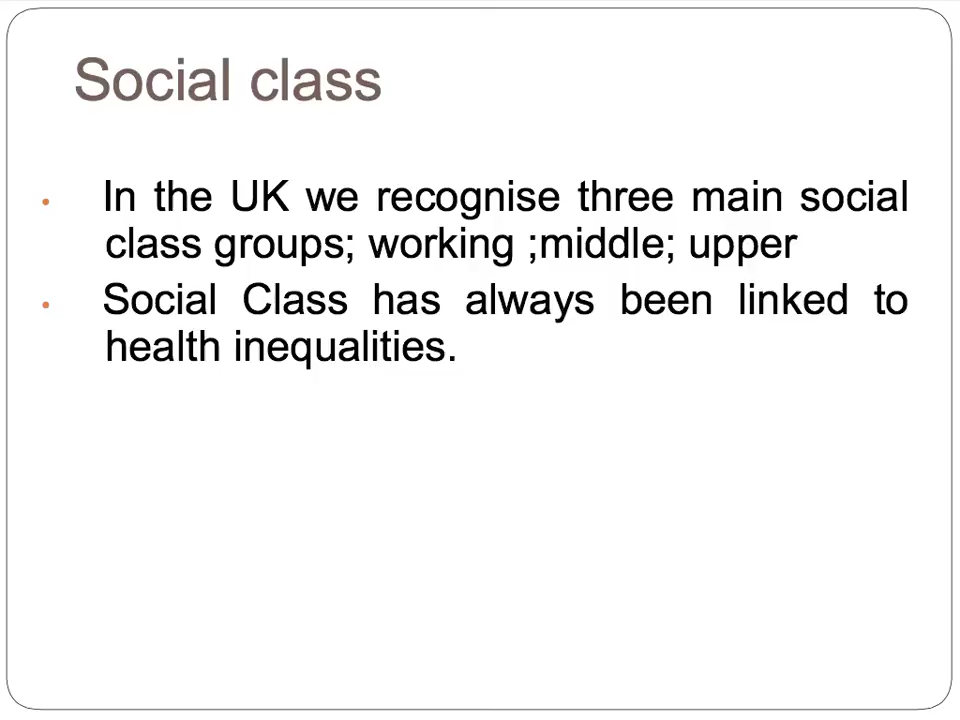 Social class
• In the UK we recognise three main social
class groups; working ;middle; upper
• Social Class has always been linked to
health inequalities.